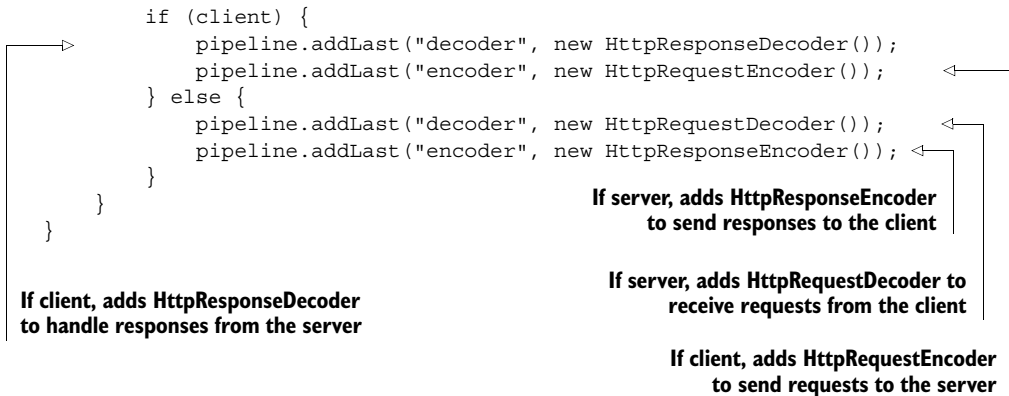 if (client) {
pipeline.addLast("decoder", new HttpResponseDecoder());
pipeline.addLast("encoder", new HttpRequestEncoder());
} else {
pipeline.addLast("decoder", new HttpRequestDecoder());
pipeline.addLast("encoder", new HttpResponseEncoder());
}
}
}
If server, adds HttpResponseEncoder
to send responses to the client
If server, adds HttpRequestDecoder to
receive requests from the client
If client, adds HttpResponseDecoder
to handle responses from the server
If client, adds HttpRequestEncoder
to send requests to the server